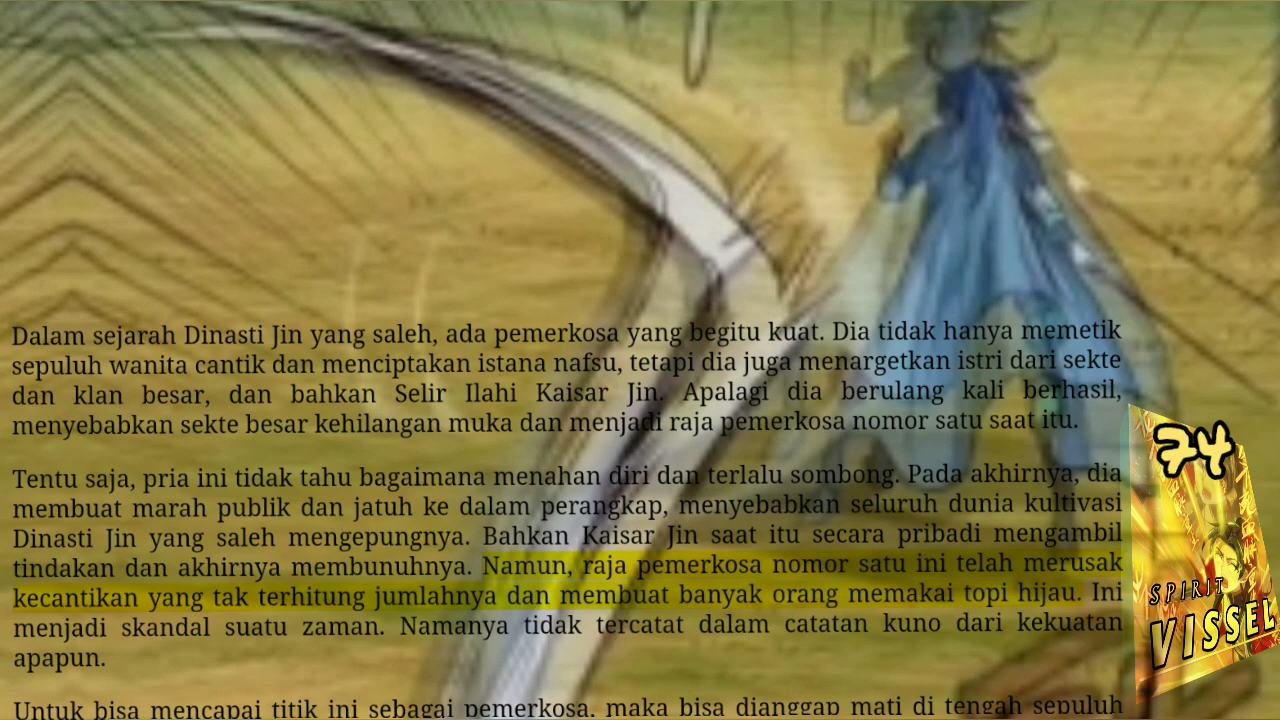 Dalam sejarah Dinasti Jin yang saleh, ada pemerkosa yang begitu kuat. Dia tidak hanya memetik
sepuluh wanita cantik dan menciptakan istana nafsu, tetapi dia juga menargetkan istri dari sekte
dan klan besar, dan bahkan Selir Ilahi Kaisar Jin. Apalagi dia berulang kali berhasil,
menyebabkan sekte besar kehilangan muka dan menjadi raja pemerkosa nomor satu saat itu.
Tentu saja, pria ini tidak tahu bagaimana menahan diri dan terlalu sombong. Pada akhirnya, dia
membuat marah publik dan jatuh ke dalam perangkap, menyebabkan seluruh dunia kultivasi
Dinasti Jin yang saleh mengepungnya. Bahkan Kaisar Jin saat itu secara pribadi mengambil
tindakan dan akhirnya membunuhnya. Namun, raja pemerkosa nomor satu ini telah merusak
kecantikan yang tak terhitung jumlahnya dan membuat banyak orang memakai topi hijau. Ini
menjadi skandal suatu zaman. Namanya tidak tercatat dalam catatan kuno dari kekuatan
apapun.
Untuk bisa mencapai titik ini sebagai pemerkosa, maka bisa dianggap mati di tengah sepuluh
74
SPIRIT
VISSEL